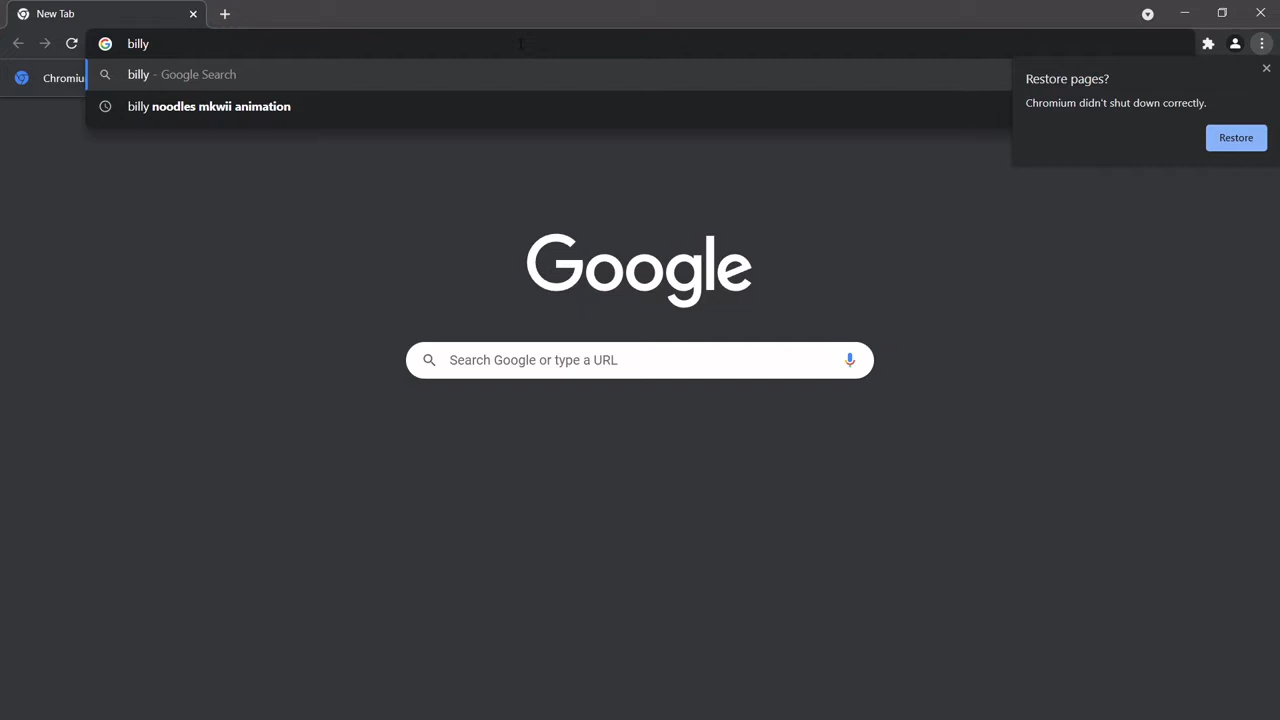 New Tab
billy
billy - Google Search
Chromiu
billy noodles mkwii animation
Restore pages?
Chromium didn't shut down correctly.
Restore
Google
Search Google or type a URL